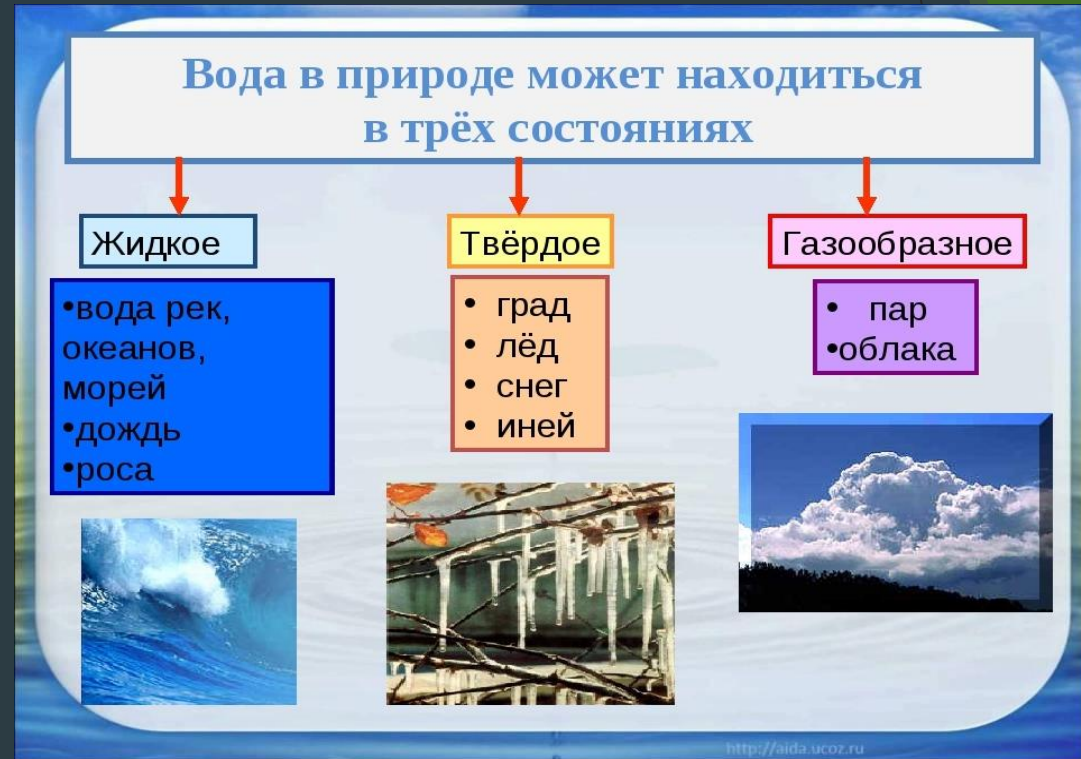 Вода в природе может находиться
в трёх состояниях
Жидкое
•вода рек,
океанов,
морей
•дождь
•роса
Твёрдое
• град
• лёд
• снег
• иней
Газообразное
• пар
•облака
http://aida.ucoz.ru